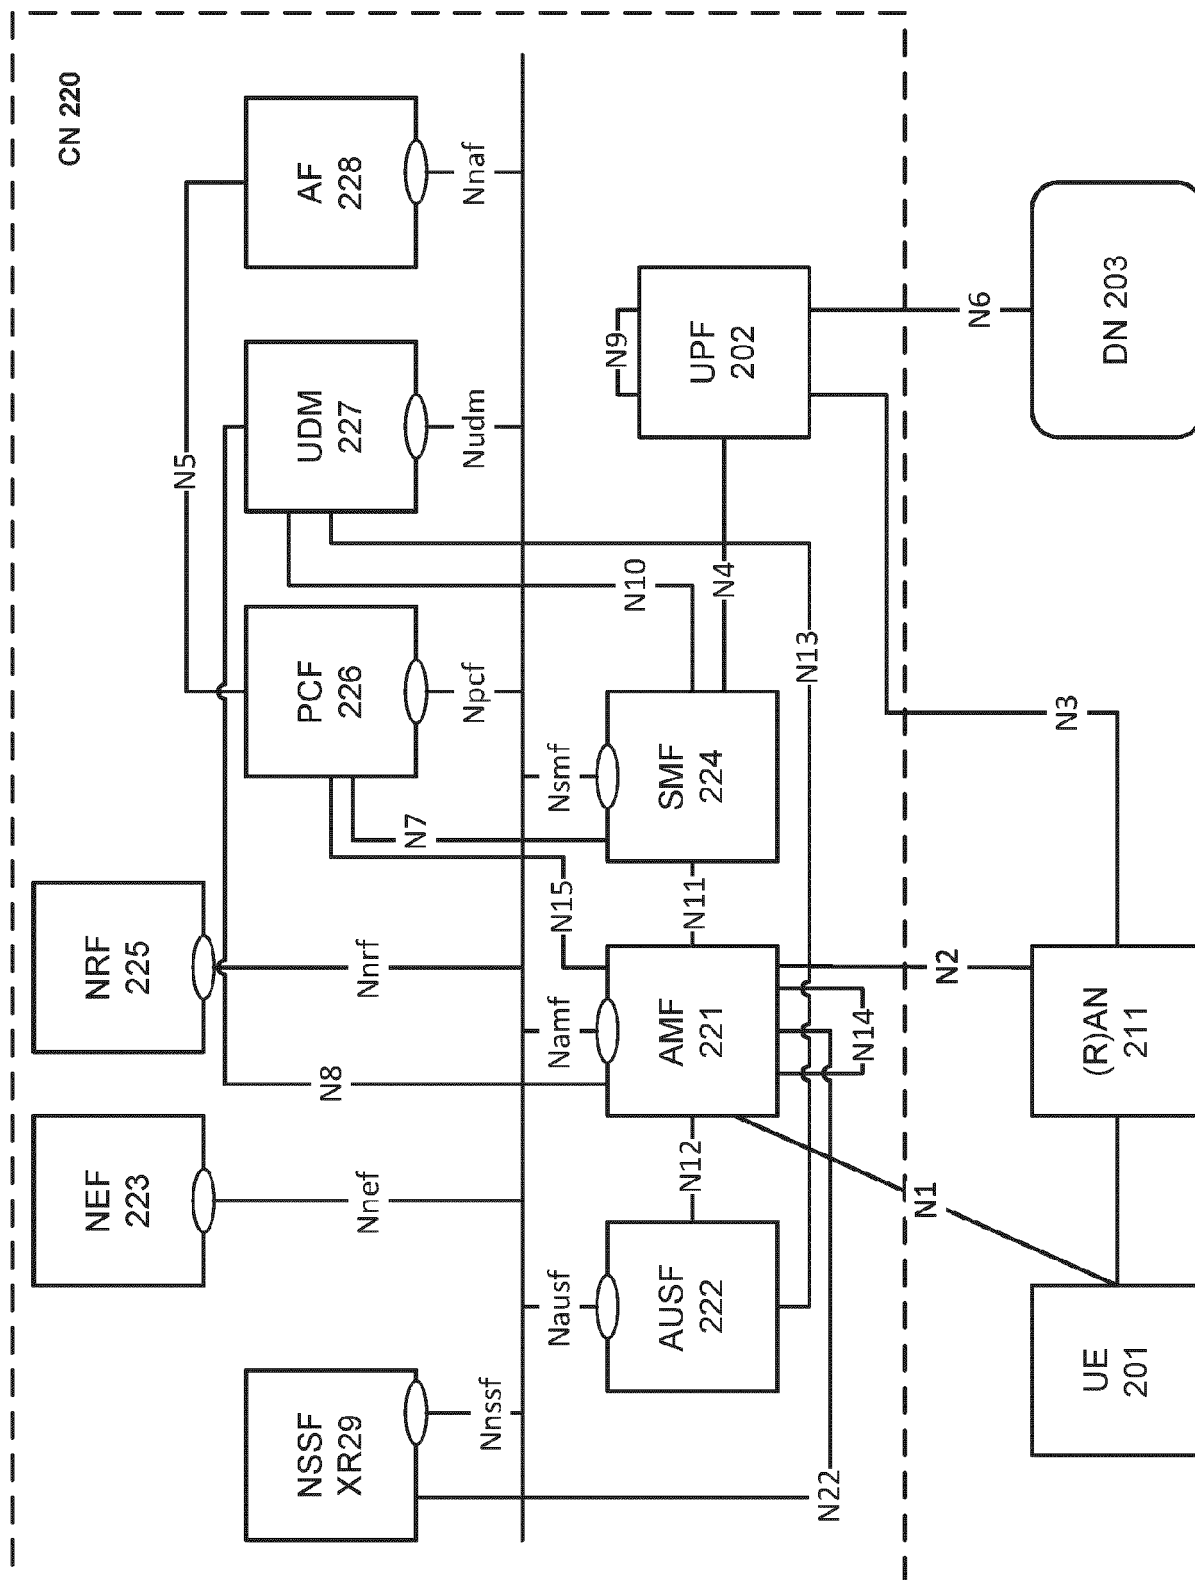 CN 220
NEF
223
NRF
225
N5
N8
NSSF
XR29
PCF
226
UDM
227
AF
228
Nnef
Nnrf
N7
Nnssf
Npcf
Nudm
Nnaf
Nausf
Namf
N15
Nsmf
N10
N9
AUSF
222
N12
AMF
221
N11
SMF
224
N4
UPF
202
N22
N14
N13
N1
N2
N3
N6
UE
201
(R)AN
211
DN 203